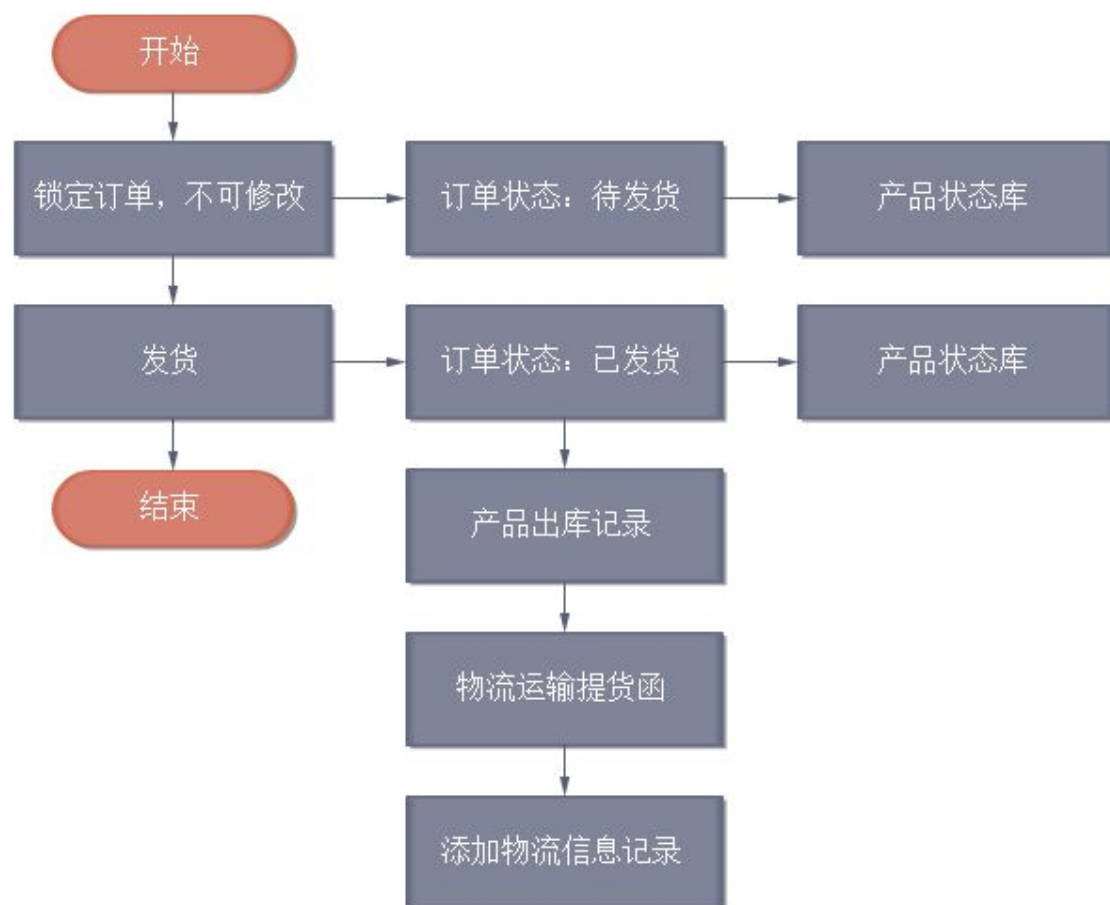 开始
锁定订单，不可修改
订单状态：待发货
产品状态库
发货
订单状态：已发货
产品状态库
结束
产品出库记录
物流运输提货函
添加物流信息记录